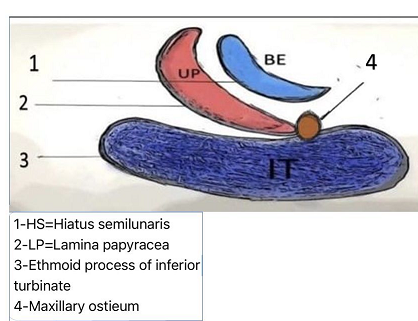 1
UP
BE
4
2
3
IT
1-HS=Hiatus semilunaris
2-LP=Lamina papyracea
3-Ethmoid process of inferior
turbinate
4-Maxillary ostieum